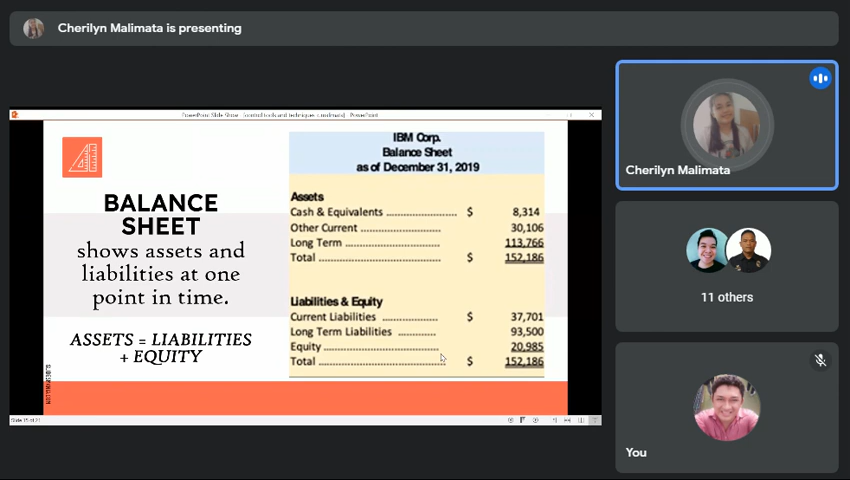 Cherilyn Malimata is presenting
BALANCE
SHEET
shows assets and
liabilities at one
point in time.
ASSETS = LIABILITIES
+ EQUITY
IBM Corp.
Balance Sheet
as of December 31, 2019
Assets
Cash & Equivalents .................... $ 8,314
Other Current ........................ 30,106
Long Term ............................ 113,766
Total ................................ $ 152,186
Liabilities & Equity
Current Liabilities ................ $ 37,701
Long Term Liabilities ........... 93,500
Equity ................................ 20,985
Total .................................. $ 152,186
Cherilyn Malimata
11 others
You